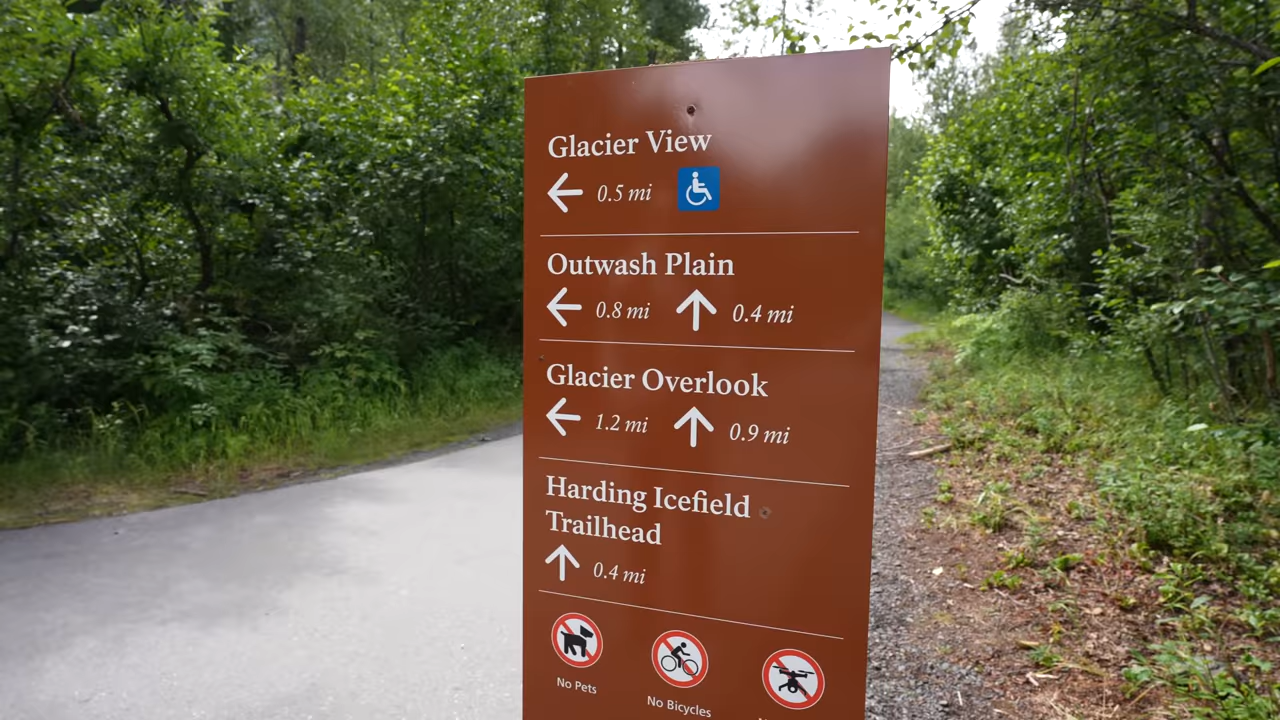 Glacier View
0.5 mi
Outwash Plain
0.8 mi 0.4 mi
Glacier Overlook
1.2 mi 0.9 mi
Harding Icefield
Trailhead
0.4 mi
No Pets
No Bicycles